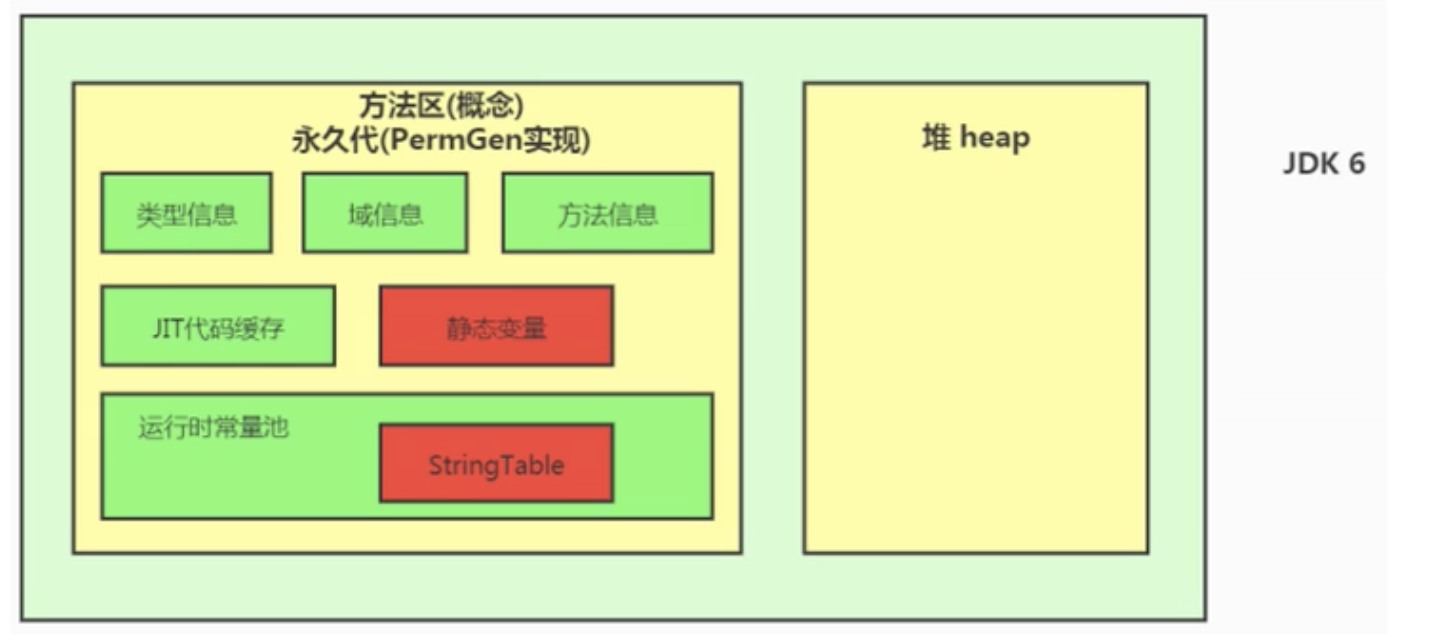 方法区(概念)
永久代(PermGen实现)
类型信息
域信息
方法信息
JIT代码缓存
静态变量
运行时常量池
StringTable
堆 heap
JDK 6